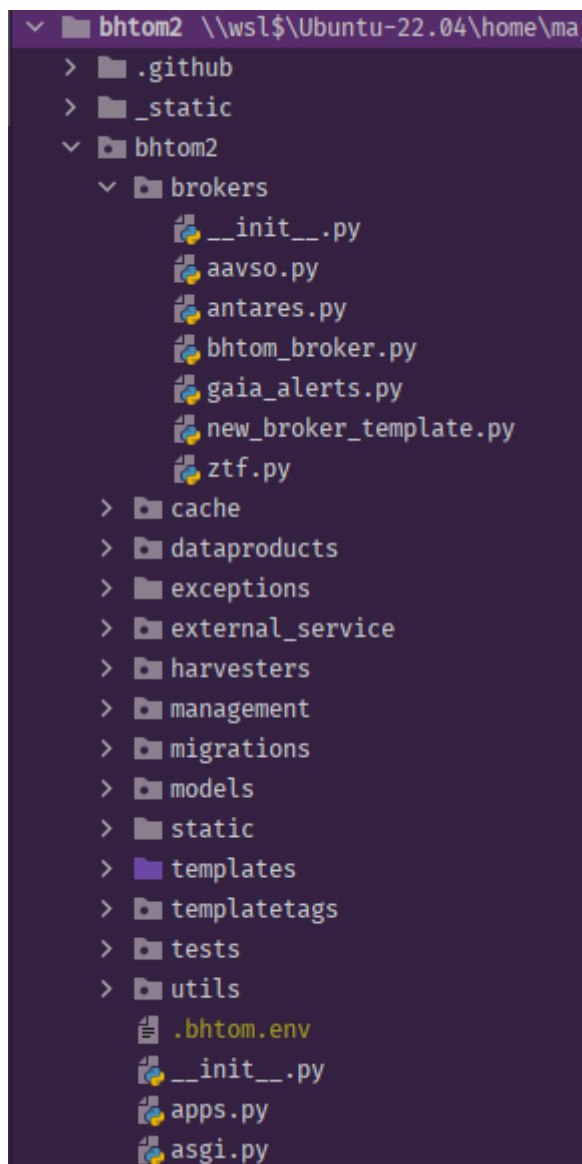 bhtom2 \\wsl$\Ubuntu-22.04\home\ma
.github
_static
bhtom2
brokers
__init__.py
aavso.py
antares.py
bhtom_broker.py
gaia_alerts.py
new_broker_template.py
ztf.py
cache
dataproducts
exceptions
external_service
harvesters
management
migrations
models
static
templates
templatetags
tests
utils
.bhtom.env
__init__.py
apps.py
asgi.py